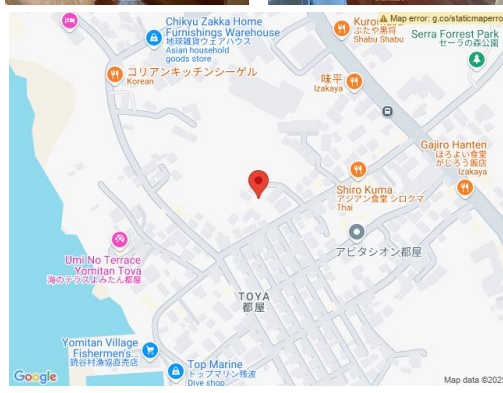 Chikyu Zakka Home
Furnishings Warehouse
地球雑貨ウェアハウス
Asian household
goods store
コリアンキッチンシーゲル
Korean
ぶたや黒将
Shabu Shabu
Map error: g.co/staticmaperro
Serra Forrest Park
セーラの森公園
味平
Izakaya
Gajiro Hanten
ほろよい食堂
がじろう飯店
Izakaya
Shiro Kuma
アジアン食堂 シロクマ
Thai
アビタシオン都屋
Umi No Terrace
Yomitan Toya
海のテラスよみたん都屋
TOYA
都屋
Yomitan Village
Fishermen's...
読谷村漁協直売店
Top Marine
トップマリン残波
Dive shop
Google
Map data ©2025